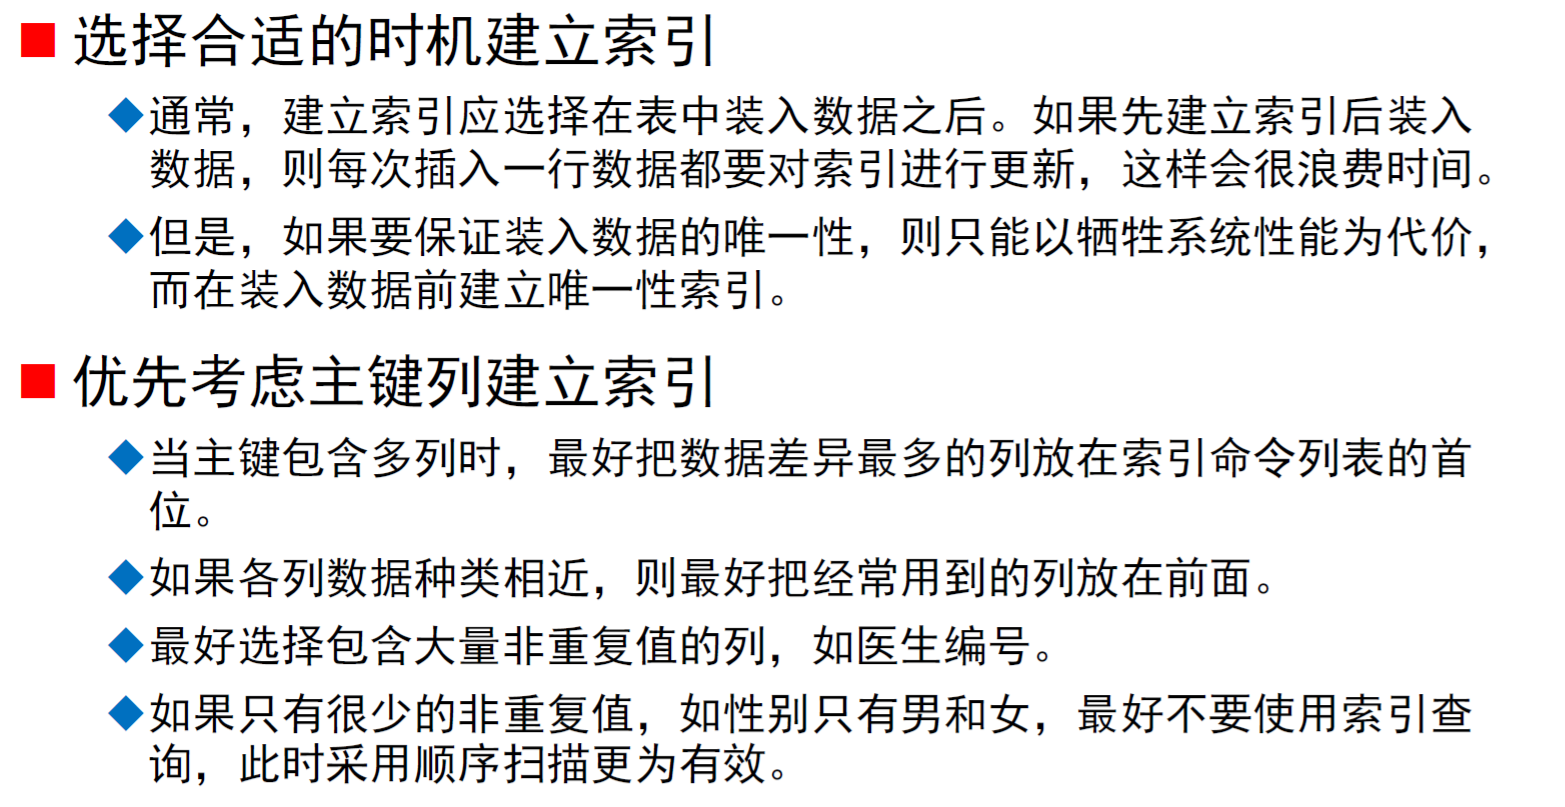 选择合适的时机建立索引
通常，建立索引应选择在表中装入数据之后。如果先建立索引后装入
数据，则每次插入一行数据都要对索引进行更新，这样会很浪费时间。
但是，如果要保证装入数据的唯一性，则只能以牺牲系统性能为代价，
而在装入数据前建立唯一性索引。
优先考虑主键列建立索引
当主键包含多列时，最好把数据差异最多的列放在索引命令列表的首
位。
如果各列数据种类相近，则最好把经常用到的列放在前面。
最好选择包含大量非重复值的列，如医生编号。
如果只有很少的非重复值，如性别只有男和女，最好不要使用索引查
询，此时采用顺序扫描更为有效。